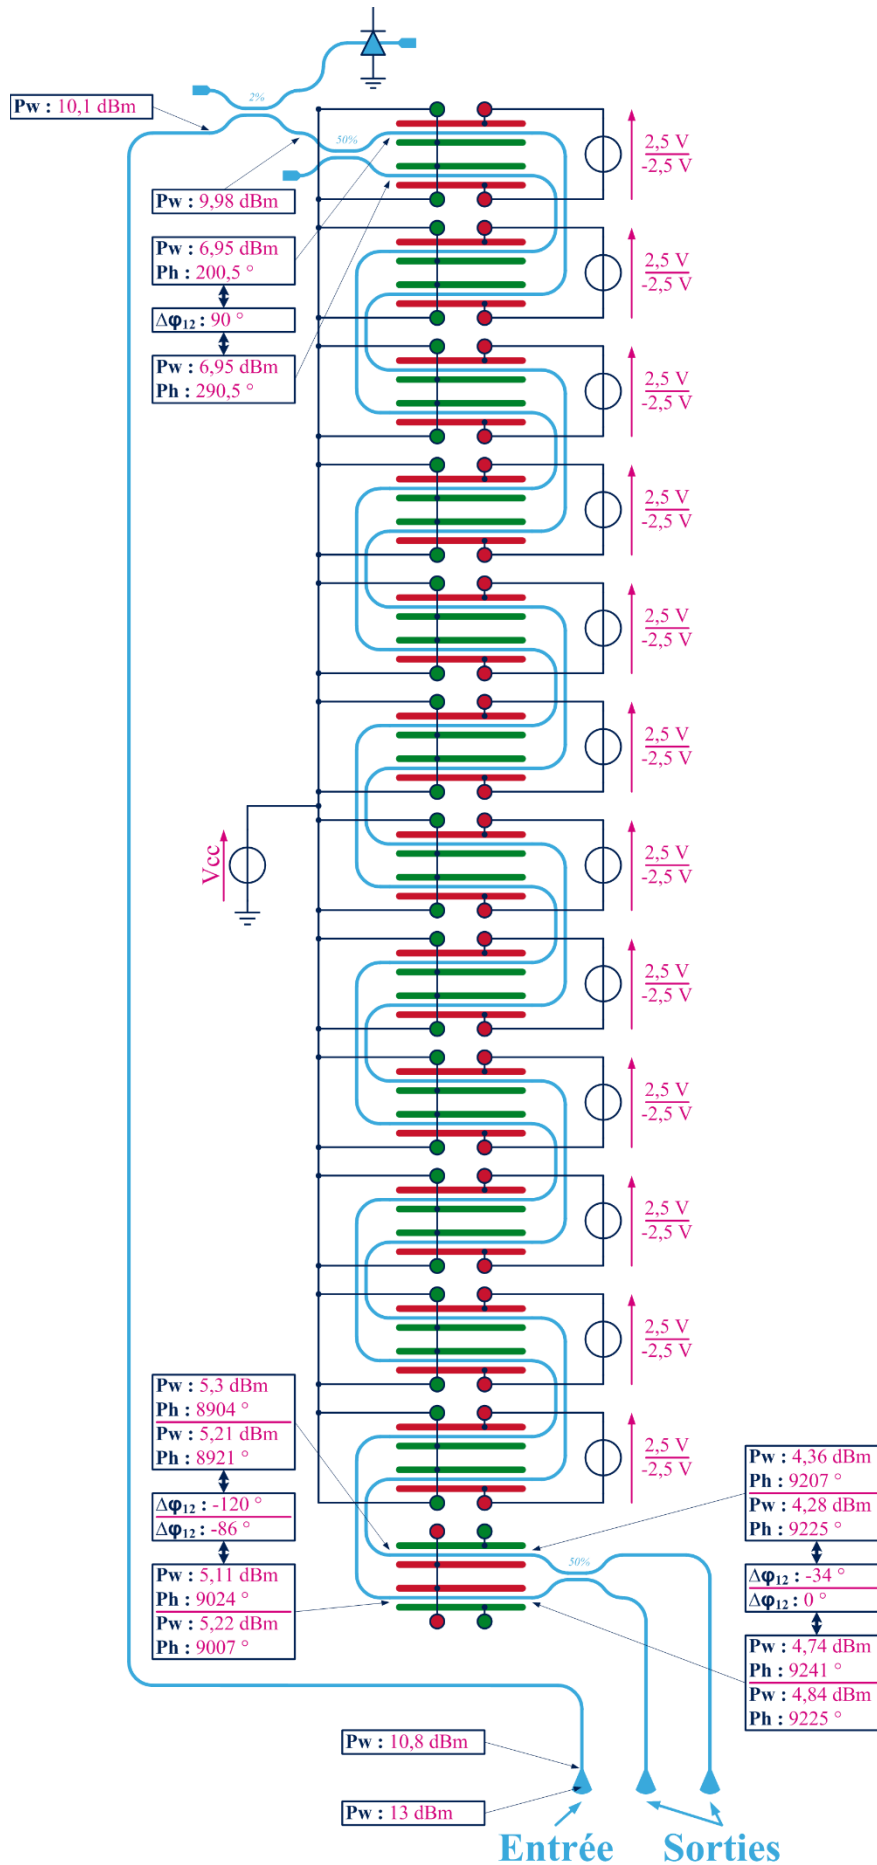 2%
Pw : 10,1 dBm
50%
2,5 V
-2,5 V
Pw : 9,98 dBm
Pw : 6,95 dBm
Ph : 200,5 °
2,5 V
-2,5 V
Δφ12 : 90 °
Pw : 6,95 dBm
Ph : 290,5 °
2,5 V
-2,5 V
2,5 V
-2,5 V
2,5 V
-2,5 V
2,5 V
-2,5 V
Vcc
2,5 V
-2,5 V
2,5 V
-2,5 V
2,5 V
-2,5 V
2,5 V
-2,5 V
2,5 V
-2,5 V
Pw : 5,3 dBm
Ph : 8904 °
Pw : 5,21 dBm
Ph : 8921 °
2,5 V
-2,5 V
Pw : 4,36 dBm
Ph : 9207 °
Pw : 4,28 dBm
Ph : 9225 °
Δφ12 : -120 °
Δφ12 : -86 °
50%
Δφ12 : -34 °
Δφ12 : 0 °
Pw : 5,11 dBm
Ph : 9024 °
Pw : 5,22 dBm
Ph : 9007 °
Pw : 4,74 dBm
Ph : 9241 °
Pw : 4,84 dBm
Ph : 9225 °
Pw : 10,8 dBm
Pw : 13 dBm
Entrée Sorties